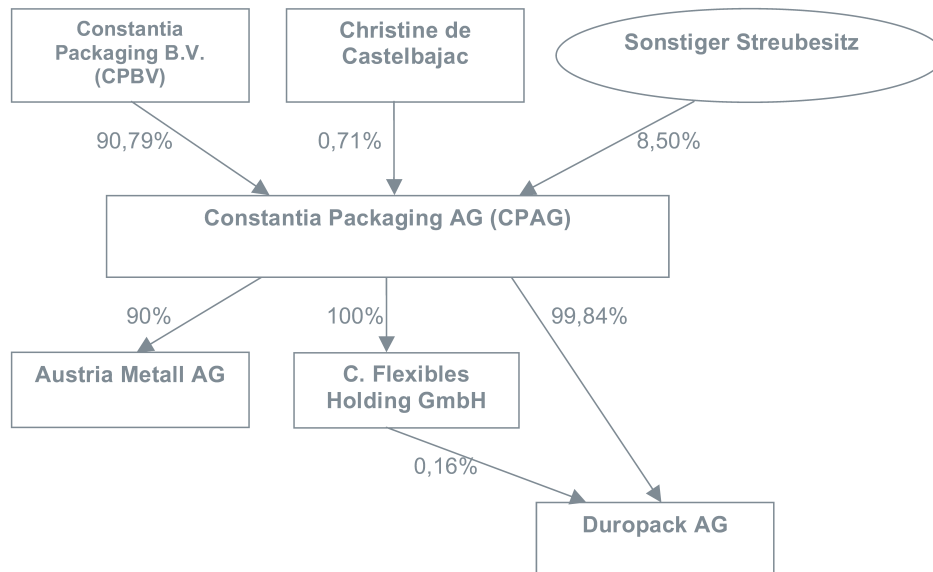 Constantia
Packaging B.V.
(CPBV)
Christine de
Castelbajac
Sonstiger Streubesitz
90,79%
0,71%
8,50%
Constantia Packaging AG (CPAG)
90%
100%
99,84%
Austria Metall AG
C. Flexibles
Holding GmbH
0,16%
Duropack AG